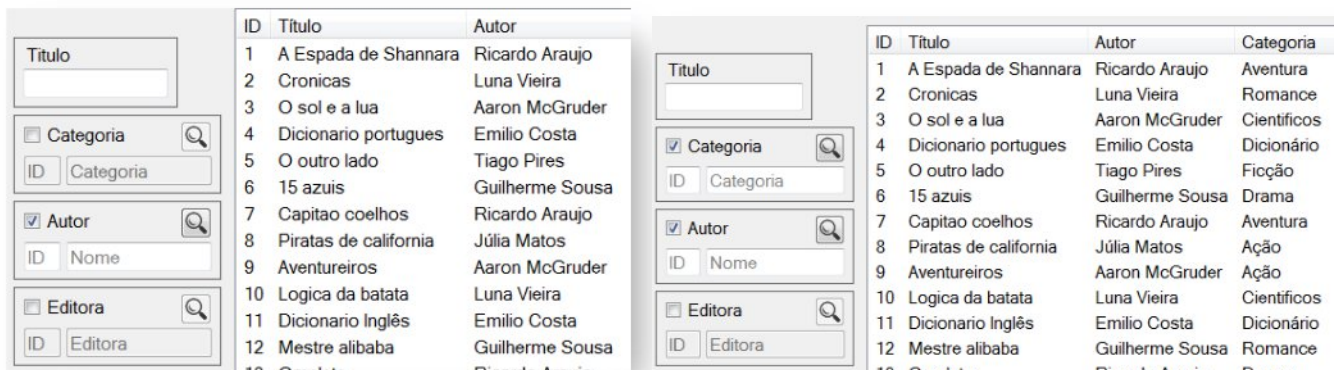 ID Título Autor
Titulo
Categoria
ID Categoria
Autor
ID Nome
Editora
ID Editora
1 A Espada de Shannara Ricardo Araujo
2 Cronicas Luna Vieira
3 O sol e a lua Aaron McGruder
4 Dicionario portugues Emilio Costa
5 O outro lado Tiago Pires
6 15 azuis Guilherme Sousa
7 Capitao coelhos Ricardo Araujo
8 Piratas de california Júlia Matos
9 Aventureiros Aaron McGruder
10 Logica da batata Luna Vieira
11 Dicionario Inglês Emilio Costa
12 Mestre alibaba Guilherme Sousa
ID Título Autor Categoria
Titulo
Categoria
ID Categoria
Autor
ID Nome
Editora
ID Editora
1 A Espada de Shannara Ricardo Araujo Aventura
2 Cronicas Luna Vieira Romance
3 O sol e a lua Aaron McGruder Cientificos
4 Dicionario portugues Emilio Costa Dicionário
5 O outro lado Tiago Pires Ficção
6 15 azuis Guilherme Sousa Drama
7 Capitao coelhos Ricardo Araujo Aventura
8 Piratas de california Júlia Matos Ação
9 Aventureiros Aaron McGruder Ação
10 Logica da batata Luna Vieira Cientificos
11 Dicionario Inglês Emilio Costa Dicionário
12 Mestre alibaba Guilherme Sousa Romance